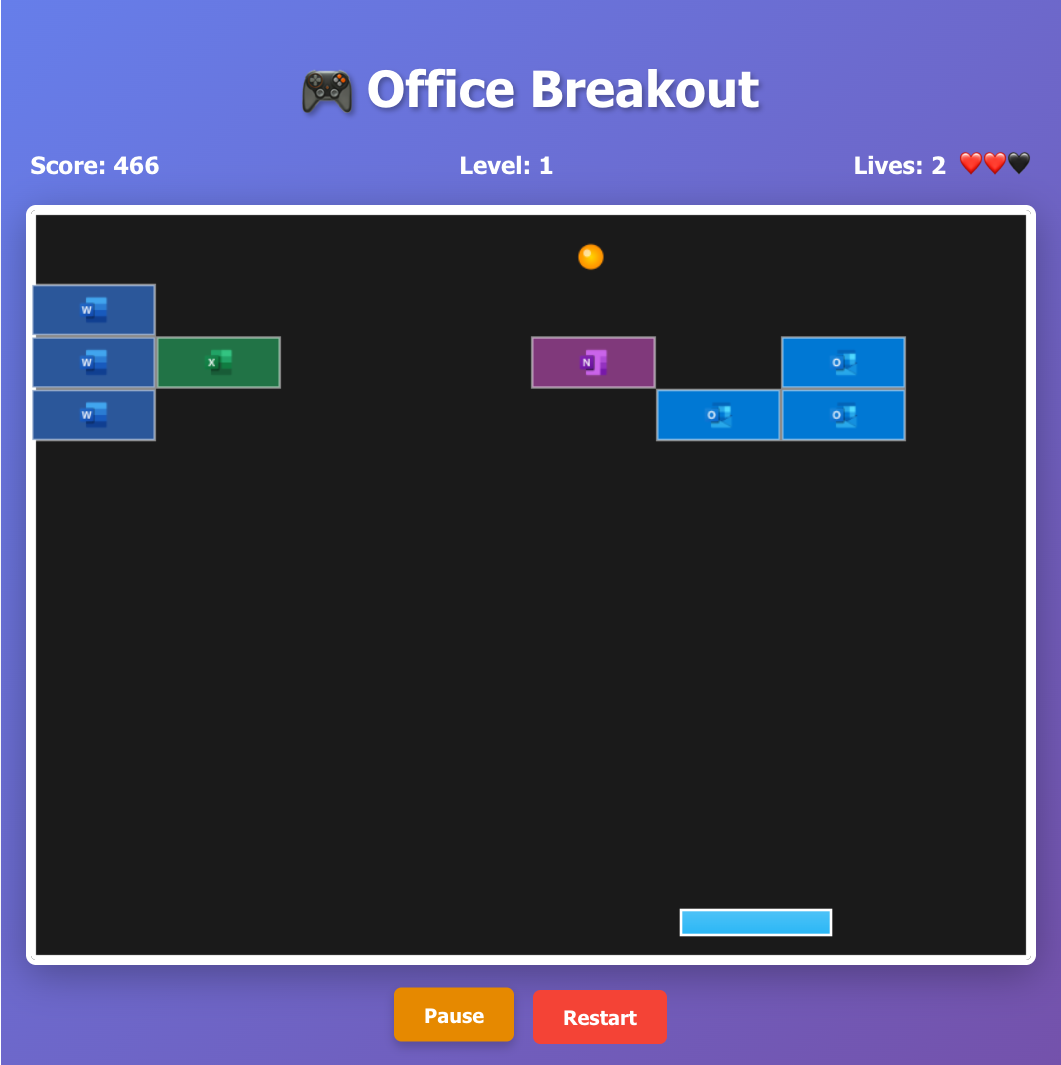 🎮 Office Breakout
Score: 466 Level: 1 Lives: 2 ❤️❤️🖤
W
W X N O
W O O
Pause Restart